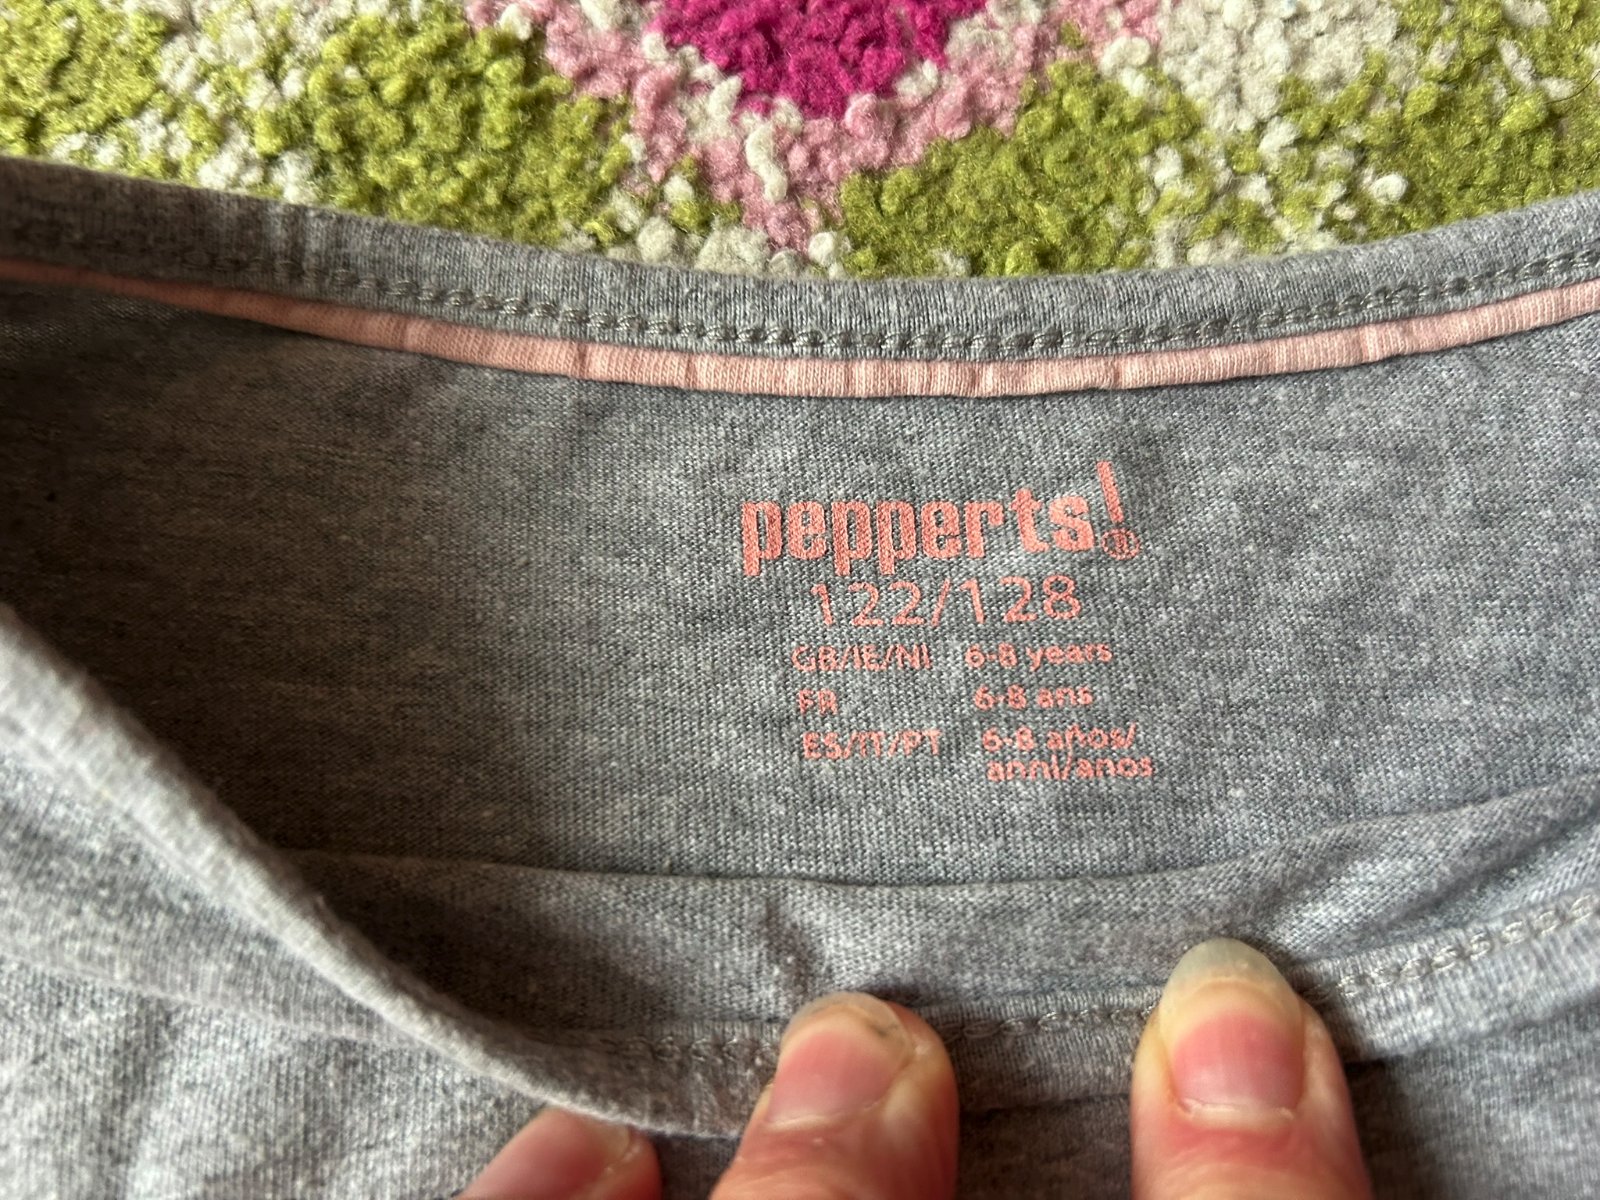 pepperts!®
122/128
GB/IE/NI 6-8 years
FR 6-8 ans
ES/IT/PT 6-8 años/
anni/anos